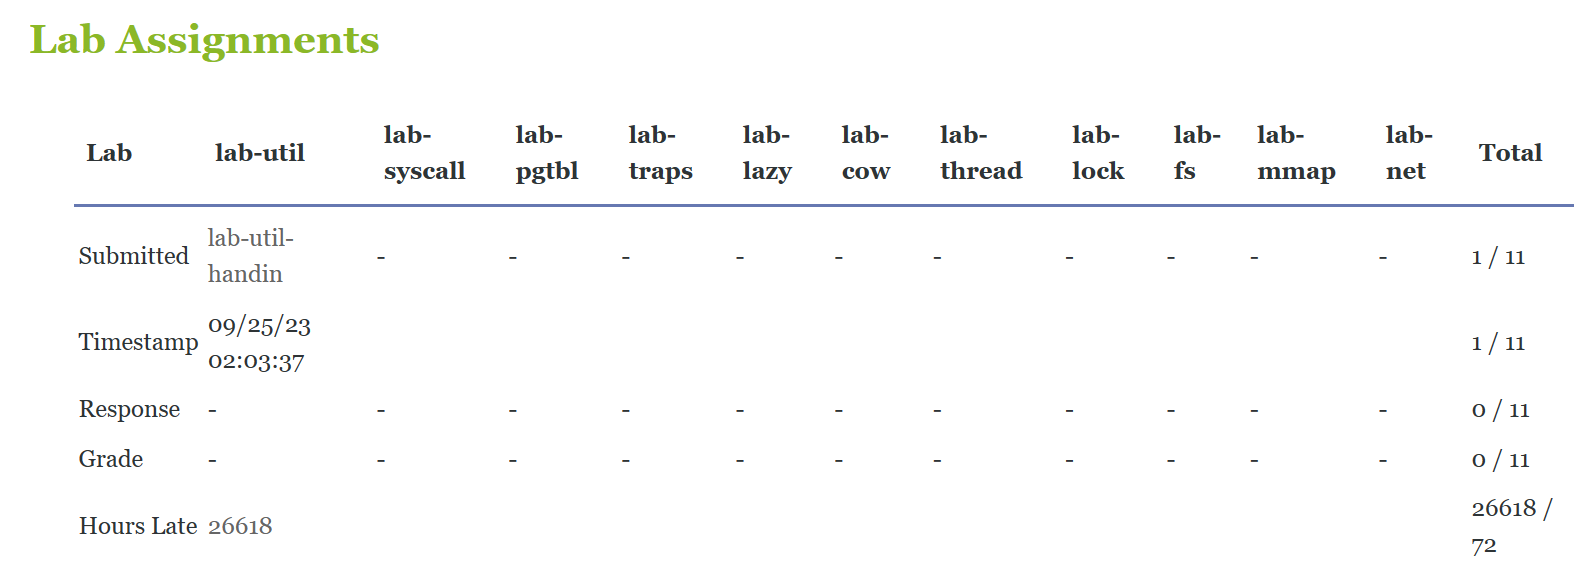 Lab Assignments
Lab lab-util lab-syscall lab-pgtbl lab-traps lab-lazy lab-cow lab-thread lab-lock lab-fs lab-mmap lab-net Total
Submitted lab-util-handin - - - - - - - - - - 1 / 11
Timestamp 09/25/23 02:03:37 1 / 11
Response - - - - - - - - - - - 0 / 11
Grade - - - - - - - - - - - 0 / 11
Hours Late 26618 26618 / 72